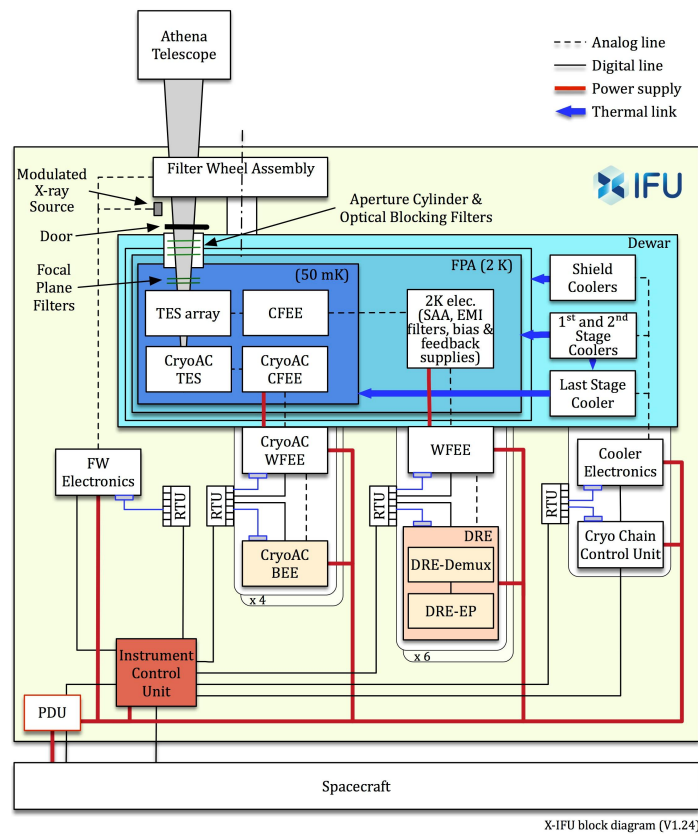 Athena
Telescope
Analog line
Digital line
Power supply
Thermal link
Filter Wheel Assembly
Modulated
X-ray
Source
X IFU
Aperture Cylinder &
Optical Blocking Filters
Door
Dewar
Focal
Plane
Filters
(50 mK)
FPA (2 K)
Shield
Coolers
TES array
CFEE
2K elec.
(SAA, EMI
filters, bias &
feedback
supplies)
1st and 2nd
Stage
Coolers
CryoAC
TES
CryoAC
CFEE
Last Stage
Cooler
FW
Electronics
CryoAC
WFEE
WFEE
Cooler
Electronics
RTU
RTU
RTU
RTU
CryoAC
BEE
DRE
DRE-Demux
DRE-EP
Cryo Chain
Control Unit
x 4
x 6
Instrument
Control
Unit
PDU
Spacecraft
X-IFU block diagram (V1.24)